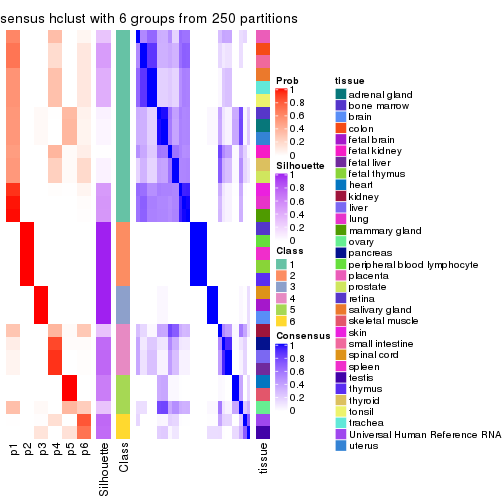 sensus hclust with 6 groups from 250 partitions
Prob
1
0.8
0.6
0.4
0.2
0
Silhouette
1
0.8
0.6
0.4
0.2
0
Class
1
2
3
4
5
6
Consensus
1
0.8
0.6
0.4
0.2
0
tissue
adrenal gland
bone marrow
brain
colon
fetal brain
fetal kidney
fetal liver
fetal thymus
heart
kidney
liver
lung
mammary gland
ovary
pancreas
peripheral blood lymphocyte
placenta
prostate
retina
salivary gland
skeletal muscle
skin
small intestine
spinal cord
spleen
testis
thymus
thyroid
tonsil
trachea
Universal Human Reference RNA
uterus
p1
p2
p3
p4
p5
p6
Silhouette
Class
tissue